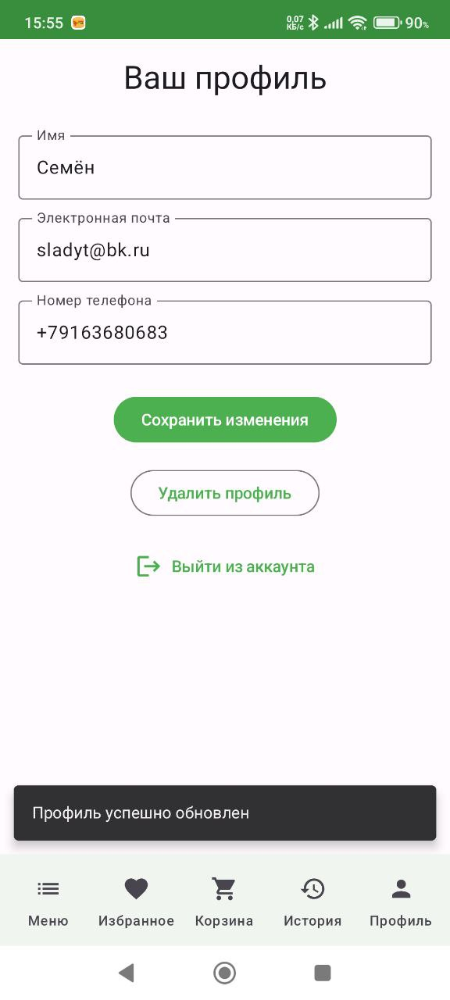 15:55
0,07
КБ/с
90%
Ваш профиль
Имя
Семён
Электронная почта
sladyt@bk.ru
Номер телефона
+79163680683
Сохранить изменения
Удалить профиль
Выйти из аккаунта
Профиль успешно обновлен
Меню Избранное Корзина История Профиль